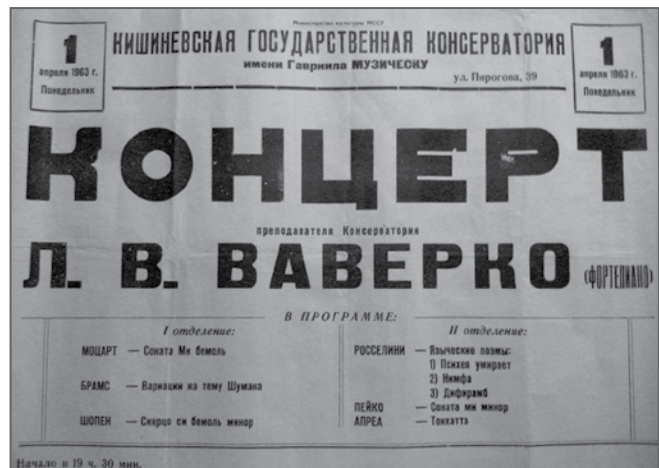 Министерство культуры МССР
1
апреля 1963 г.
Понедельник
КИШИНЕВСКАЯ ГОСУДАРСТВЕННАЯ КОНСЕРВАТОРИЯ
имени Гавриила МУЗИЧЕСКУ
ул. Пирогова, 39
1
апреля 1963 г.
Понедельник
КОНЦЕРТ
преподавателя Консерватории
Л. В. ВАВЕРКО (ФОРТЕПИАНО)
В ПРОГРАММЕ:
I отделение:
МОЦАРТ — Соната Ми бемоль
БРАМС — Вариации на тему Шумана
ШОПЕН — Скерцо си бемоль минор
II отделение:
РОССЕЛИНИ — Языческие поэмы:
1) Психея умирает
2) Нимфа
3) Дифирамб
ПЕЙКО — Соната ми минор
АПРЕА — Токката
Начало в 19 ч. 30 мин.